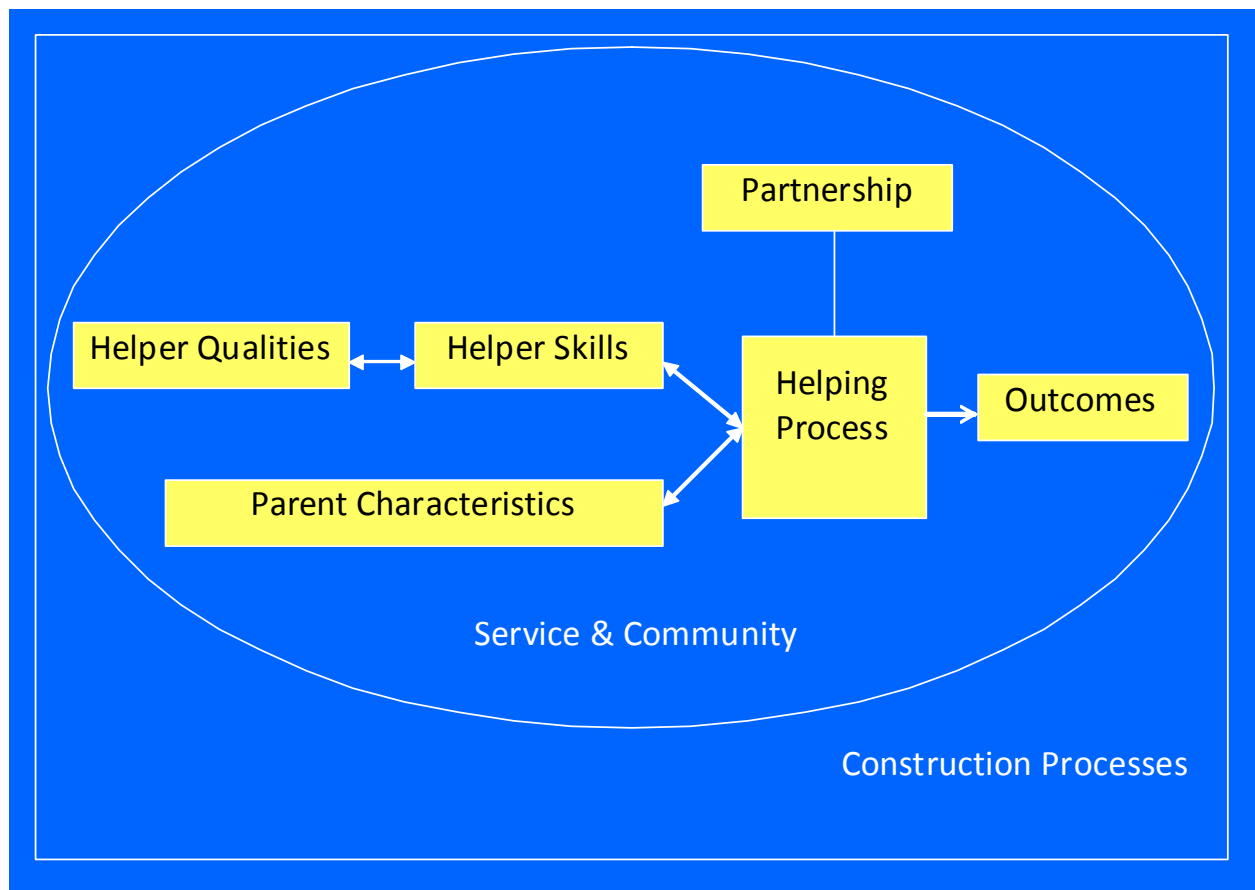 Partnership
Helper Qualities
Helper Skills
Helping
Process
Outcomes
Parent Characteristics
Service & Community
Construction Processes